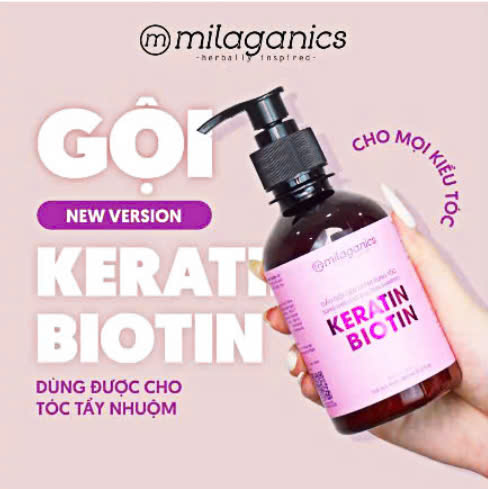 milaganics
-herbally inspired-
GỘI
NEW VERSION
KERATIN
BIOTIN
DÙNG ĐƯỢC CHO
TÓC TẨY NHUỘM
CHO MỌI KIỂU TÓC
milaganics
KERATIN
BIOTIN